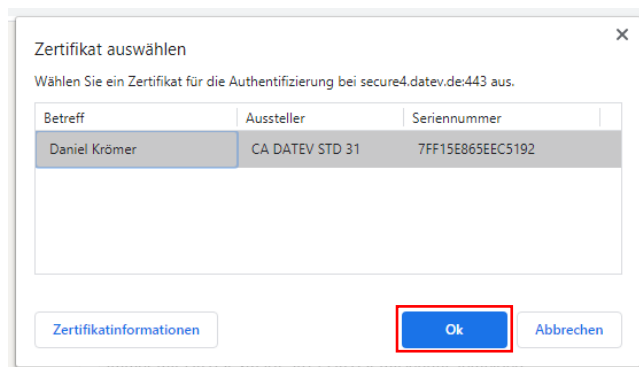 Zertifikat auswählen
Wählen Sie ein Zertifikat für die Authentifizierung bei secure4.datev.de:443 aus.
Betreff Aussteller Seriennummer
Daniel Krömer CA DATEV STD 31 7FF15E865EEC5192
Zertifikatinformationen Ok Abbrechen